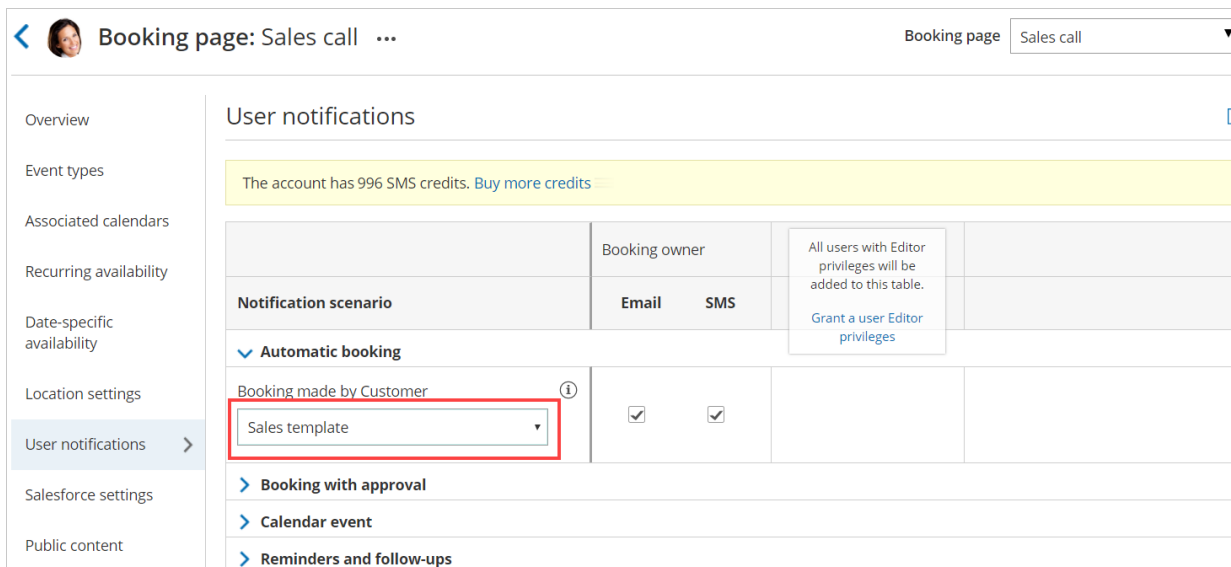 Booking page: Sales call ...
Booking page
Sales call
Overview
Event types
Associated calendars
Recurring availability
Date-specific
availability
Location settings
User notifications
Salesforce settings
Public content
User notifications
The account has 996 SMS credits. Buy more credits
Booking owner
All users with Editor
privileges will be
added to this table.
Grant a user Editor
privileges
Notification scenario
Email
SMS
Automatic booking
Booking made by Customer
Sales template
Booking with approval
Calendar event
Reminders and follow-ups